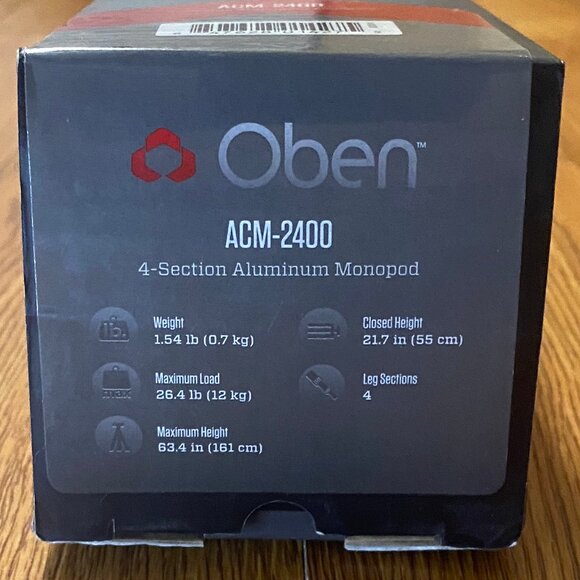 ACM-2400
Oben™
ACM-2400
4-Section Aluminum Monopod
lb.
Weight
1.54 lb (0.7 kg)
Closed Height
21.7 in (55 cm)
max
Maximum Load
26.4 lb (12 kg)
Leg Sections
4
Maximum Height
63.4 in (161 cm)